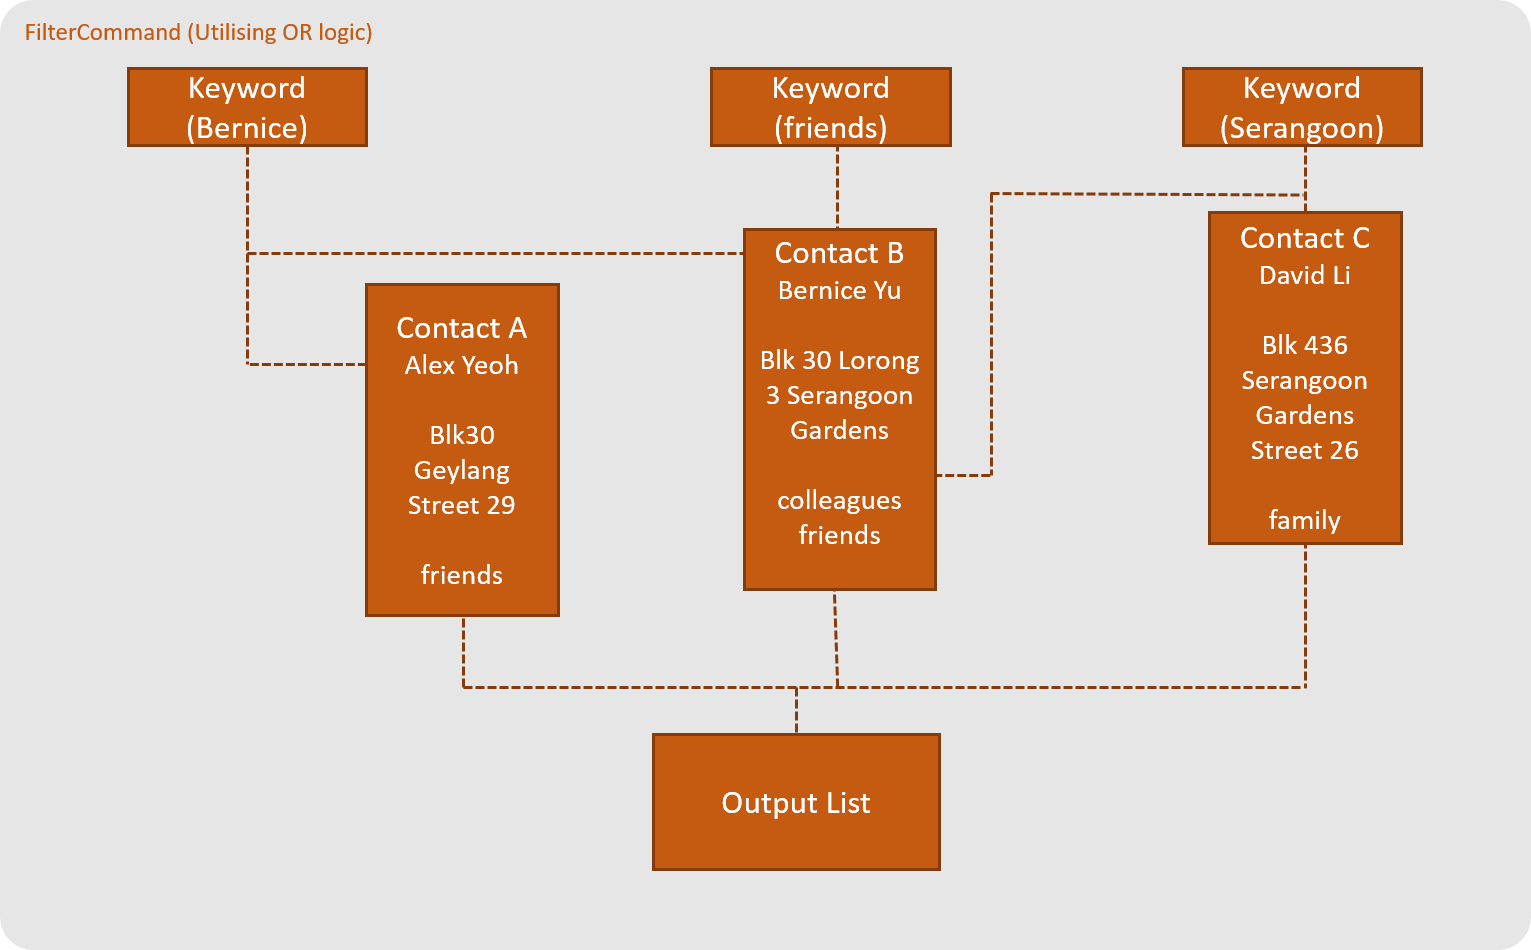 FilterCommand (Utilising OR logic)
Keyword
(Bernice)
Keyword
(friends)
Keyword
(Serangoon)
Contact A
Alex Yeoh
Blk30
Geylang
Street 29
friends
Contact B
Bernice Yu
Blk 30 Lorong
3 Serangoon
Gardens
colleagues
friends
Contact C
David Li
Blk 436
Serangoon
Gardens
Street 26
family
Output List